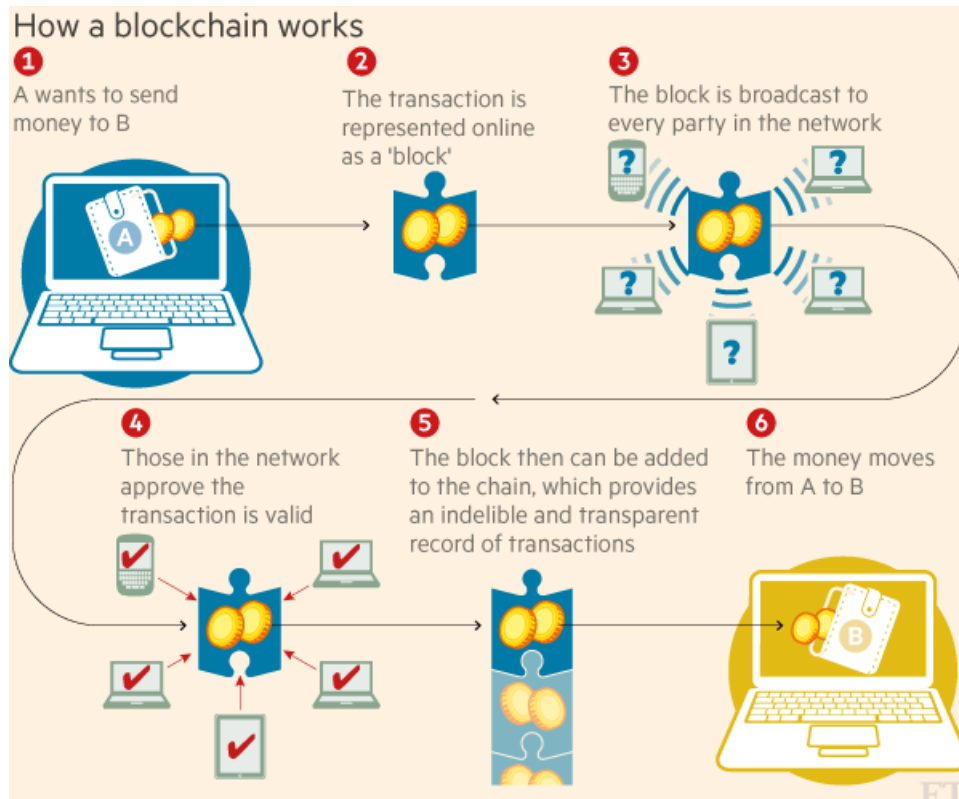 How a blockchain works
1
A wants to send
money to B
2
The transaction is
represented online
as a 'block'
3
The block is broadcast to
every party in the network
A
?
?
?
?
?
4
Those in the network
approve the
transaction is valid
5
The block then can be added
to the chain, which provides
an indelible and transparent
record of transactions
6
The money moves
from A to B
B
FT